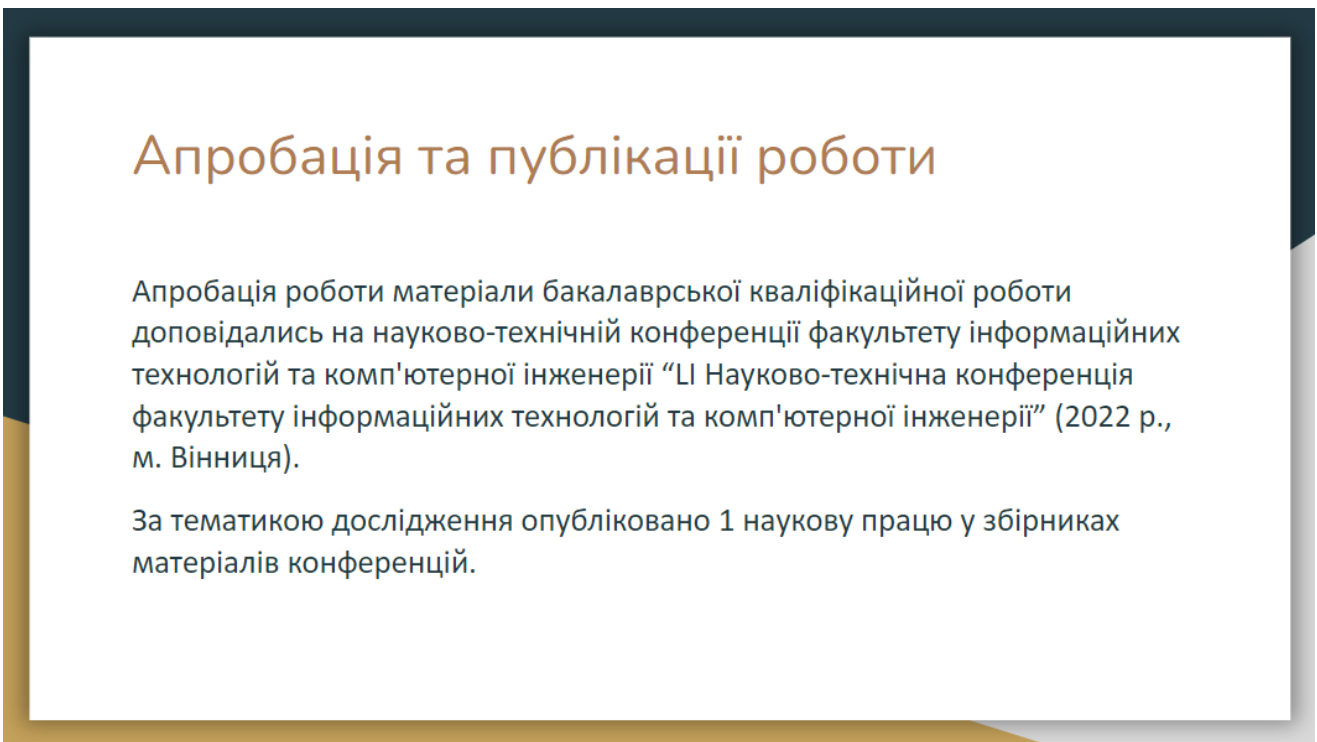 Апробація та публікації роботи
Апробація роботи матеріали бакалаврської кваліфікаційної роботи
доповідались на науково-технічній конференції факультету інформаційних
технологій та комп'ютерної інженерії “LI Науково-технічна конференція
факультету інформаційних технологій та комп'ютерної інженерії” (2022 р.,
м. Вінниця).
За тематикою дослідження опубліковано 1 наукову працю у збірниках
матеріалів конференцій.